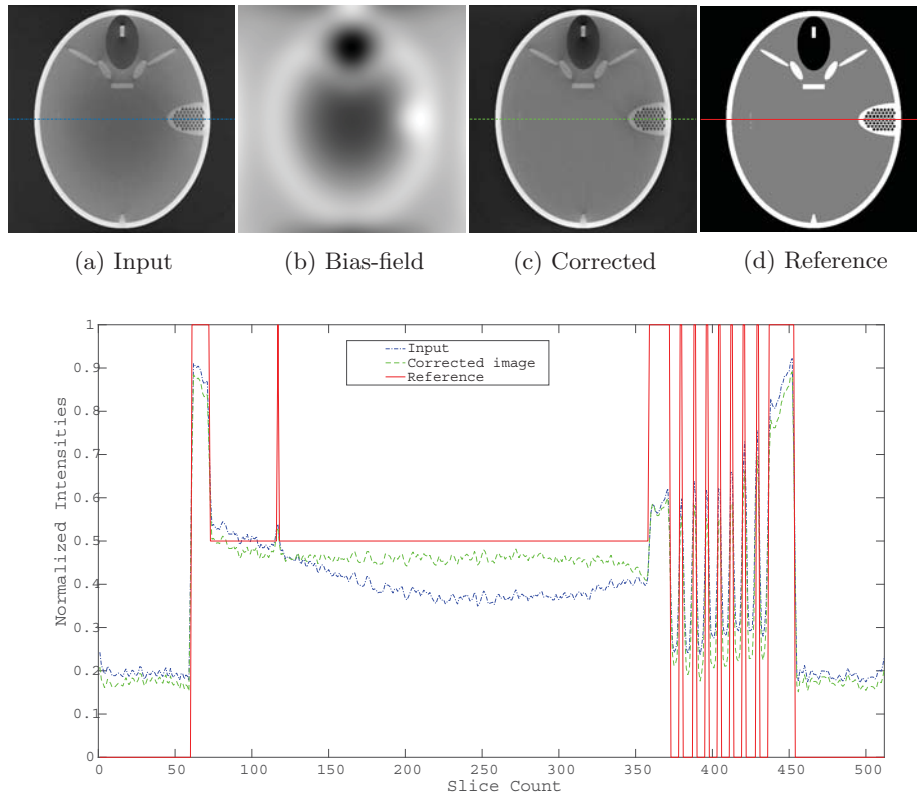 (a) Input (b) Bias-field (c) Corrected (d) Reference
1
0.9
0.8
0.7
0.6
0.5
0.4
0.3
0.2
0.1
0
Normalized Intensities
Input
Corrected image
Reference
0 50 100 150 200 250 300 350 400 450 500
Slice Count